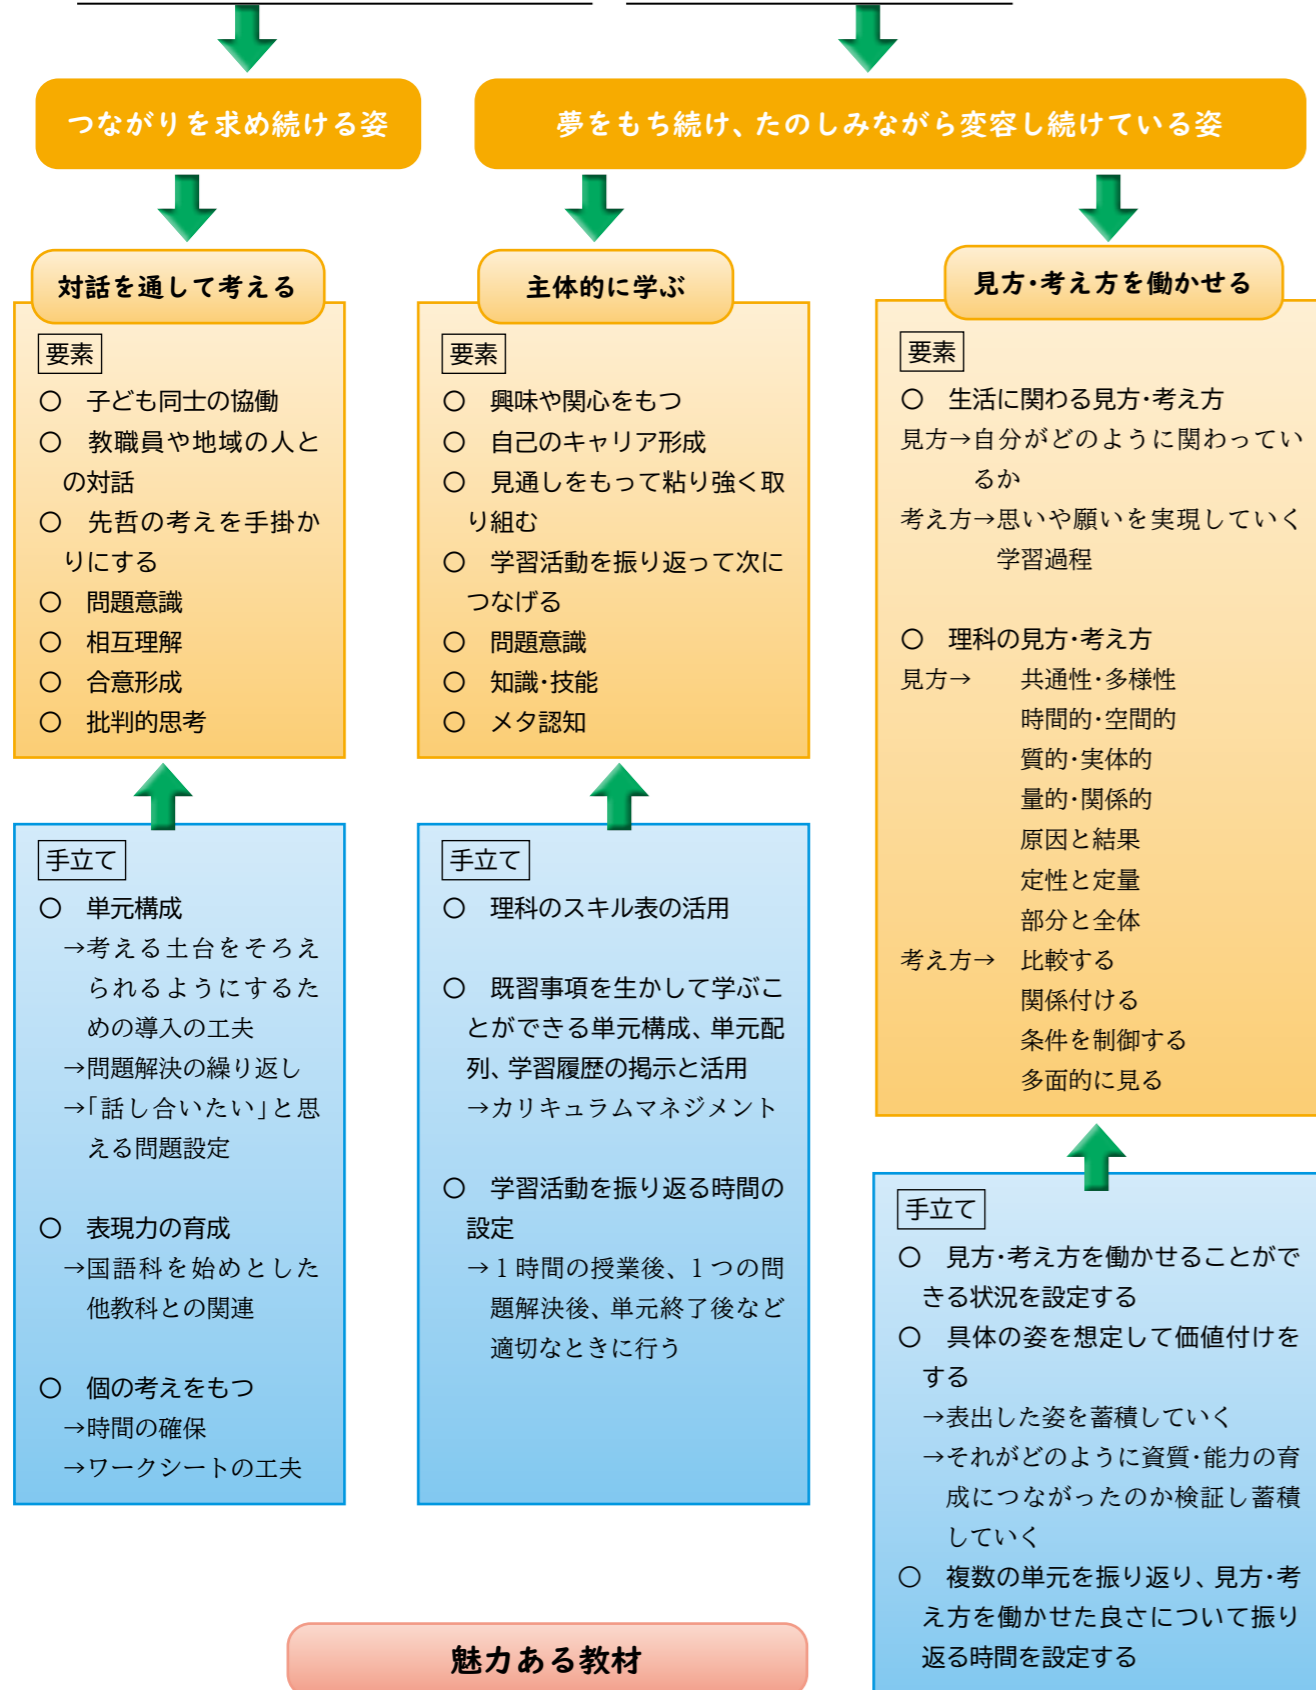 つながりを求め続ける姿
夢をもち続け、たのしみながら変容し続けている姿
対話を通して考える
要素
○ 子ども同士の協働
○ 教職員や地域の人と
の対話
○ 先哲の考えを手掛か
りにする
○ 問題意識
○ 相互理解
○ 合意形成
○ 批判的思考
手立て
○ 単元構成
→考える土台をそろえ
られるようにするた
めの導入の工夫
→問題解決の繰り返し
→「話し合いたい」と思
える問題設定
○ 表現力の育成
→国語科を始めとした
他教科との関連
○ 個の考えをもつ
→時間の確保
→ワークシートの工夫
主体的に学ぶ
要素
○ 興味や関心をもつ
○ 自己のキャリア形成
○ 見通しをもって粘り強く取
り組む
○ 学習活動を振り返って次に
つなげる
○ 問題意識
○ 知識・技能
○ メタ認知
手立て
○ 理科のスキル表の活用
○ 既習事項を生かして学ぶこ
とができる単元構成、単元配
列、学習履歴の掲示と活用
→カリキュラムマネジメント
○ 学習活動を振り返る時間の
設定
→1時間の授業後、1つの問
題解決後、単元終了後など
適切なときに行う
見方・考え方を働かせる
要素
○ 生活に関わる見方・考え方
見方→自分がどのように関わってい
るか
考え方→思いや願いを実現していく
学習過程
○ 理科の見方・考え方
見方→ 共通性・多様性
時間的・空間的
質的・実体的
量的・関係的
原因と結果
定性と定量
部分と全体
考え方→ 比較する
関係付ける
条件を制御する
多面的に見る
手立て
○ 見方・考え方を働かせることがで
きる状況を設定する
○ 具体の姿を想定して価値付けを
する
→表出した姿を蓄積していく
→それがどのように資質・能力の育
成につながったのか検証し蓄積
していく
○ 複数の単元を振り返り、見方・考
え方を働かせた良さについて振り
返る時間を設定する
魅力ある教材